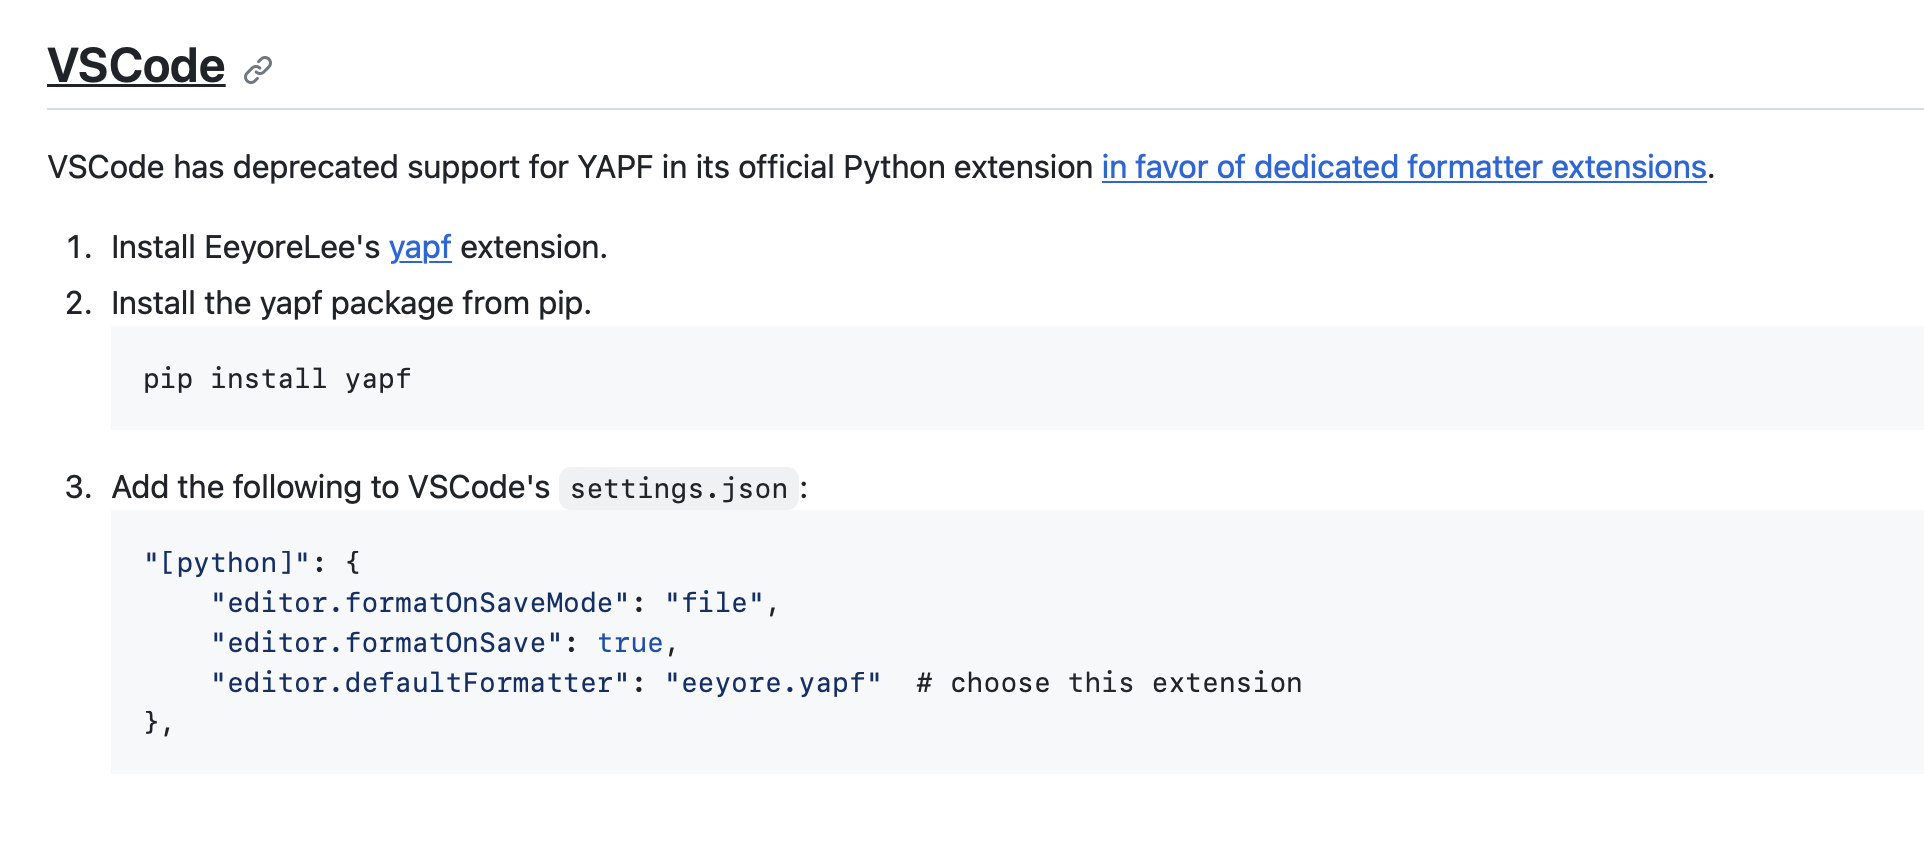 VSCode
VSCode has deprecated support for YAPF in its official Python extension in favor of dedicated formatter extensions.
1. Install EeyoreLee's yapf extension.
2. Install the yapf package from pip.
pip install yapf
3. Add the following to VSCode's settings.json:
"[python]": {
    "editor.formatOnSaveMode": "file",
    "editor.formatOnSave": true,
    "editor.defaultFormatter": "eeyore.yapf"  # choose this extension
},